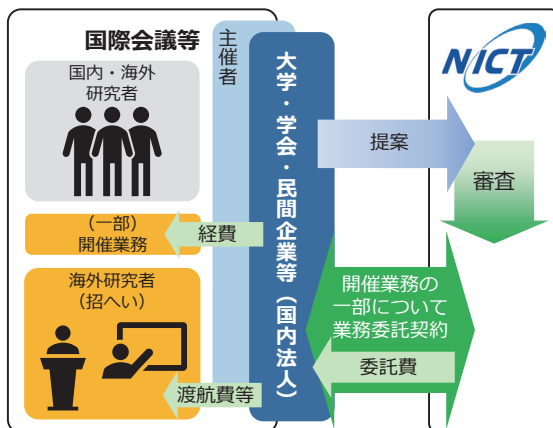 国際会議等
主催者
国内・海外
研究者
大学・学会・民間企業等（国内法人）
NICT
提案
審査
（一部）
開催業務
経費
海外研究者
（招へい）
開催業務の
一部について
業務委託契約
委託費
渡航費等